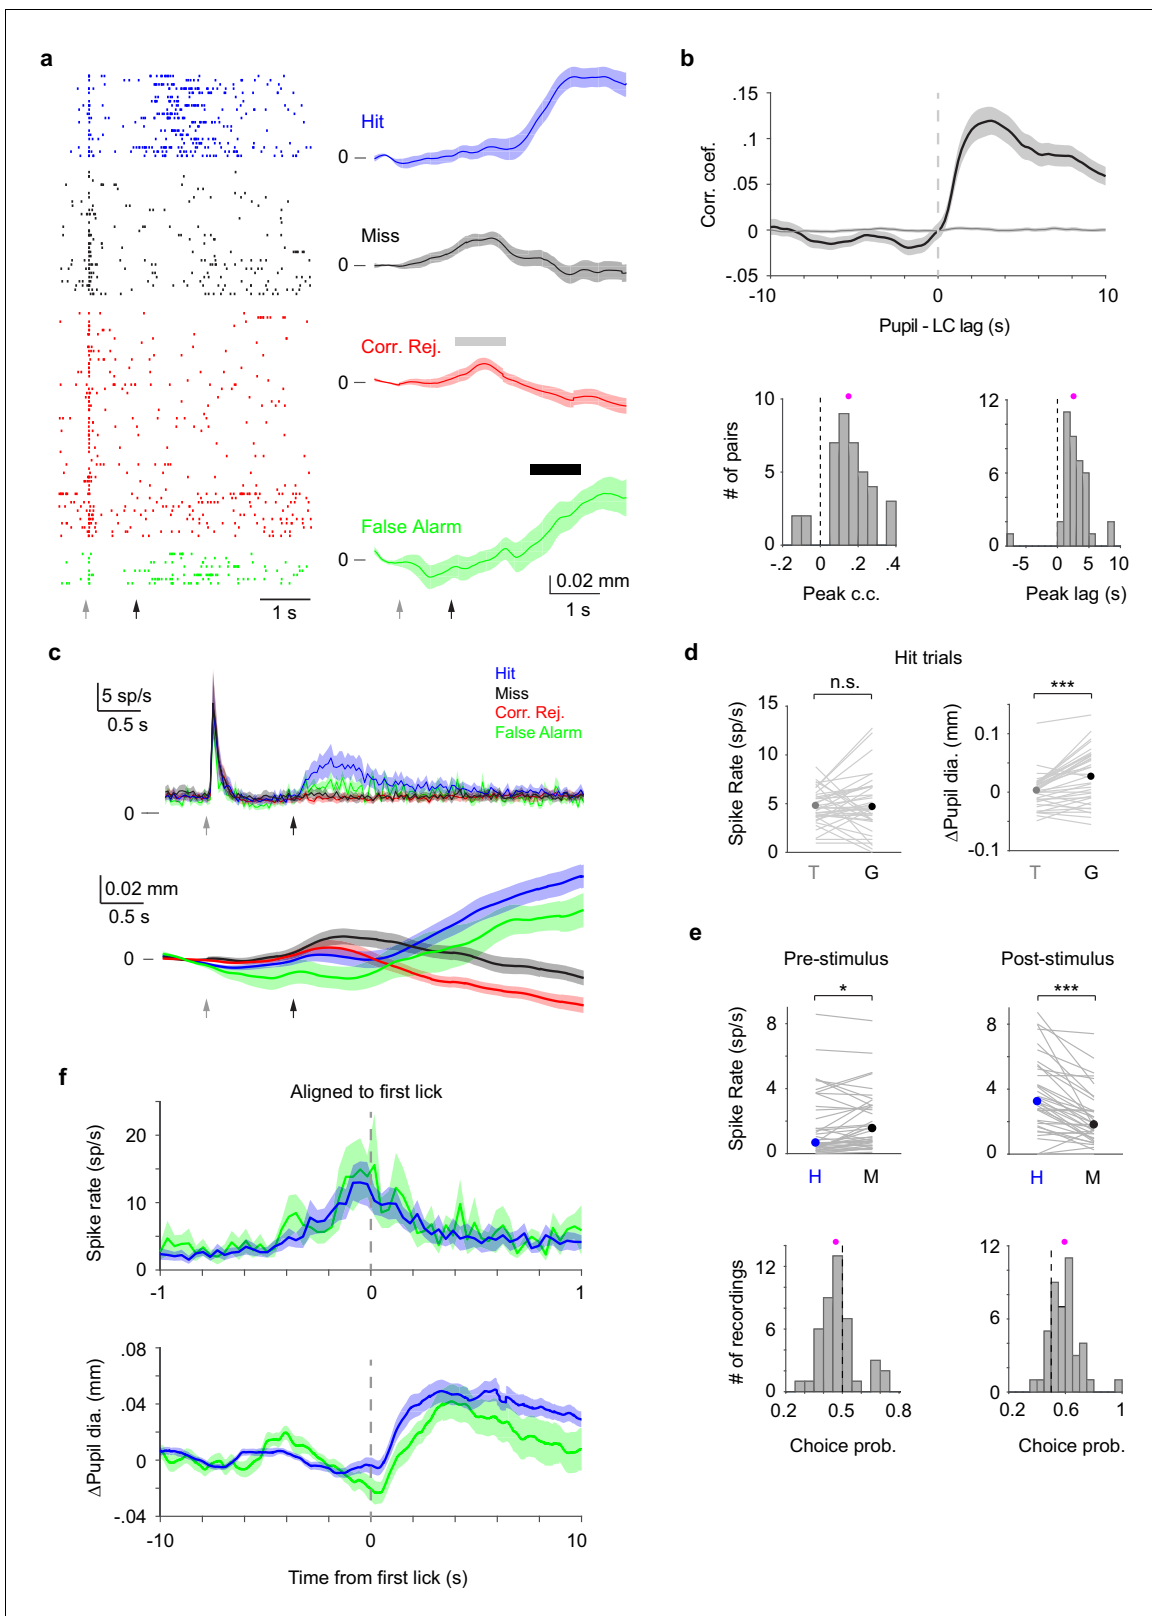 a
Hit
0
Miss
0
Corr. Rej.
0
False Alarm
0
0.02 mm
1 s
1 s
b
.15
.10
.05
0
-.05
Corr. coef.
-10
0
10
Pupil - LC lag (s)
10
5
0
# of pairs
-.2
0
.2
.4
Peak c.c.
12
6
0
-5
0
5
10
Peak lag (s)
c
5 sp/s
0.5 s
Hit
Miss
Corr. Rej.
False Alarm
0
0.02 mm
0.5 s
0
d
Hit trials
n.s.
15
10
5
0
Spike Rate (sp/s)
T
G
***
0.1
0
-0.1
ΔPupil dia. (mm)
T
G
e
Pre-stimulus
Post-stimulus
*
8
4
0
Spike Rate (sp/s)
H
M
***
8
4
0
H
M
12
6
0
# of recordings
0.2
0.5
0.8
Choice prob.
12
6
0
0.2
0.6
1
Choice prob.
f
Aligned to first lick
20
10
0
Spike rate (sp/s)
-1
0
1
.08
.04
0
-.04
ΔPupil dia. (mm)
-10
0
10
Time from first lick (s)